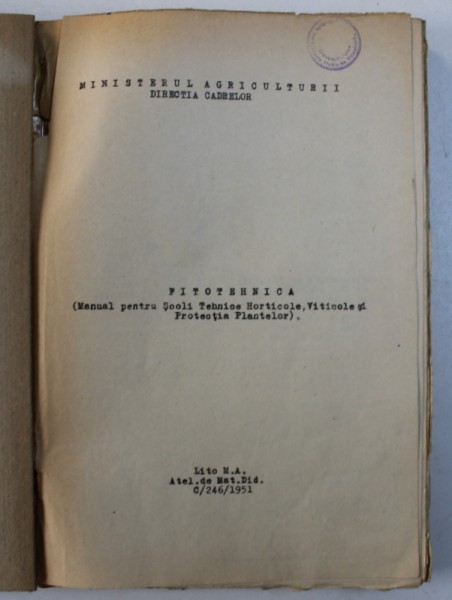 MINISTERUL AGRICULTURII
DIRECTIA CADRELOR
FITOTEHNICA
(Manual pentru Şcoli Tehnice Horticole, Viticole şi
Protecţia Plantelor).
Lito M.A.
Atel.de Mat.Did.
C/246/1951